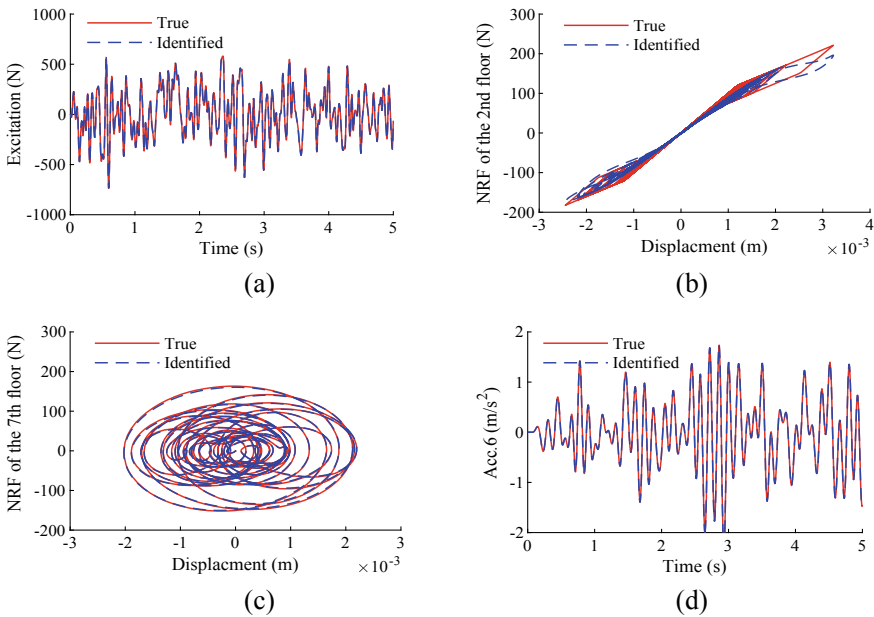 True
Identified
1000
500
0
-500
-1000
Excitation (N)
0 1 2 3 4 5
Time (s)
(a)
True
Identified
300
200
100
0
-100
-200
NRF of the 2nd floor (N)
-3 -2 -1 0 1 2 3 4
Displacment (m)
×10⁻³
(b)
True
Identified
300
200
100
0
-100
-200
NRF of the 7th floor (N)
-3 -2 -1 0 1 2 3
Displacment (m)
×10⁻³
(c)
True
Identified
2
1
0
-1
-2
Acc.6 (m/s²)
0 1 2 3 4 5
Time (s)
(d)